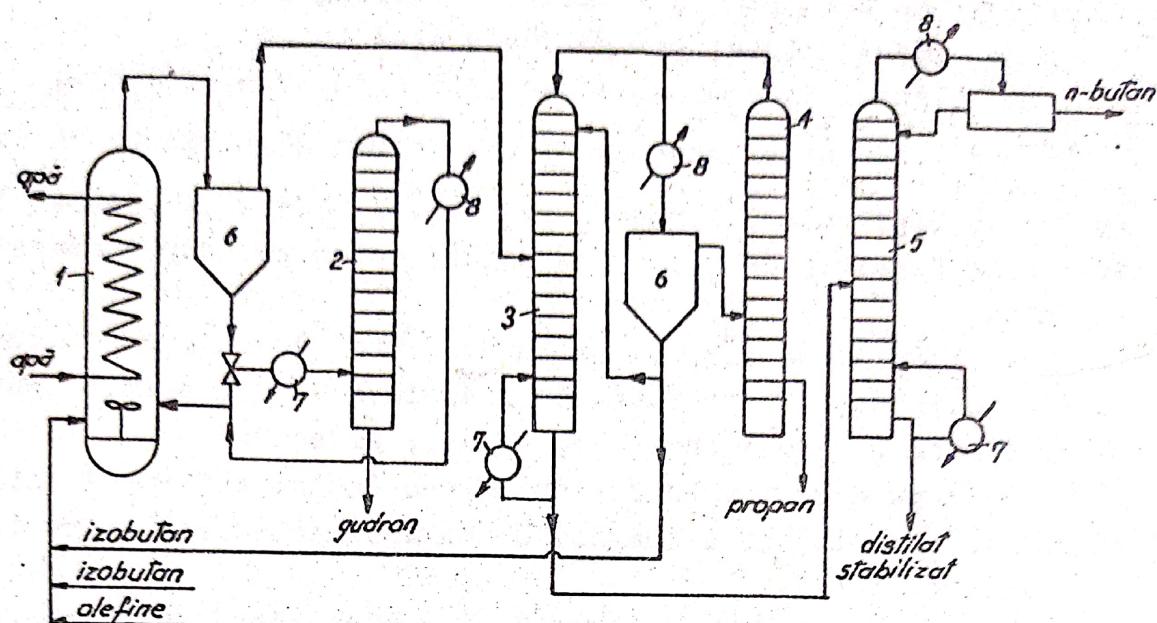 8
n-butan
4
apă
8
8
6
2
5
1
6
3
apă
7
7
7
propan
gudron
izobutan
distilat
stabilizat
izobutan
olefine